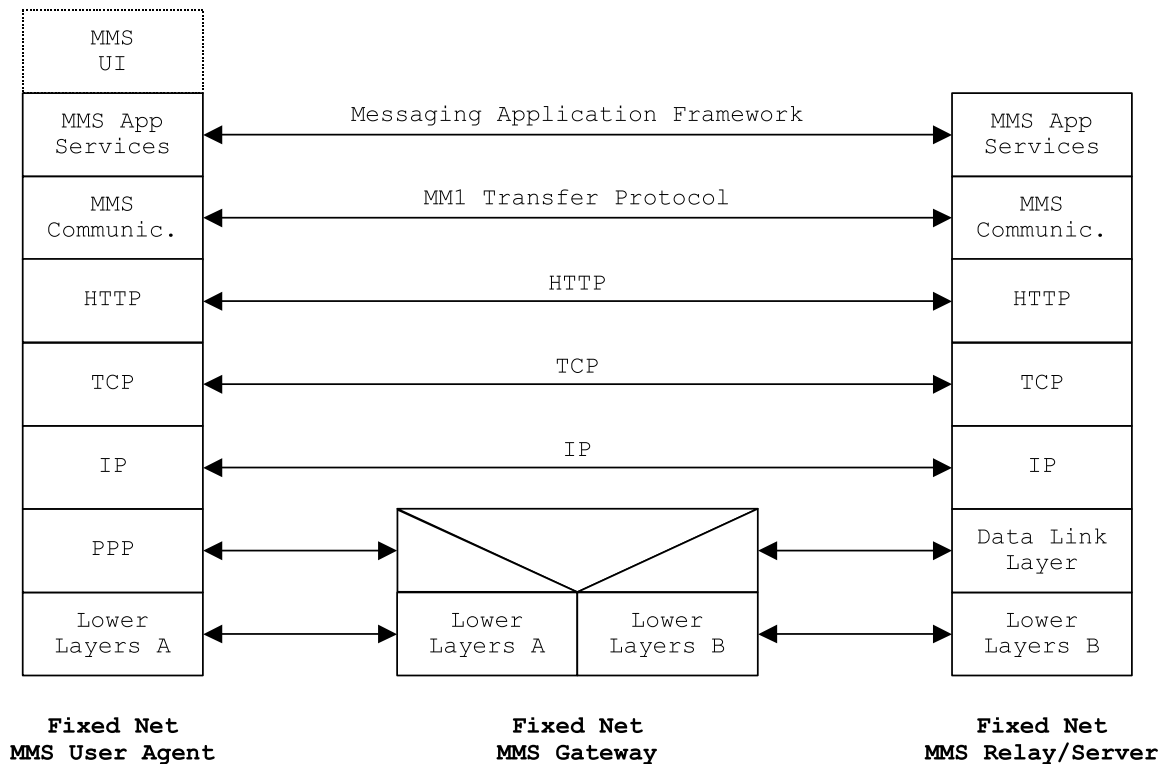 MMS
UI
MMS App
Services
Messaging Application Framework
MMS App
Services
MMS
Communic.
MM1 Transfer Protocol
MMS
Communic.
HTTP
HTTP
HTTP
TCP
TCP
TCP
IP
IP
IP
PPP
Data Link
Layer
Lower
Layers A
Lower
Layers A
Lower
Layers B
Lower
Layers B
Fixed Net
MMS User Agent
Fixed Net
MMS Gateway
Fixed Net
MMS Relay/Server